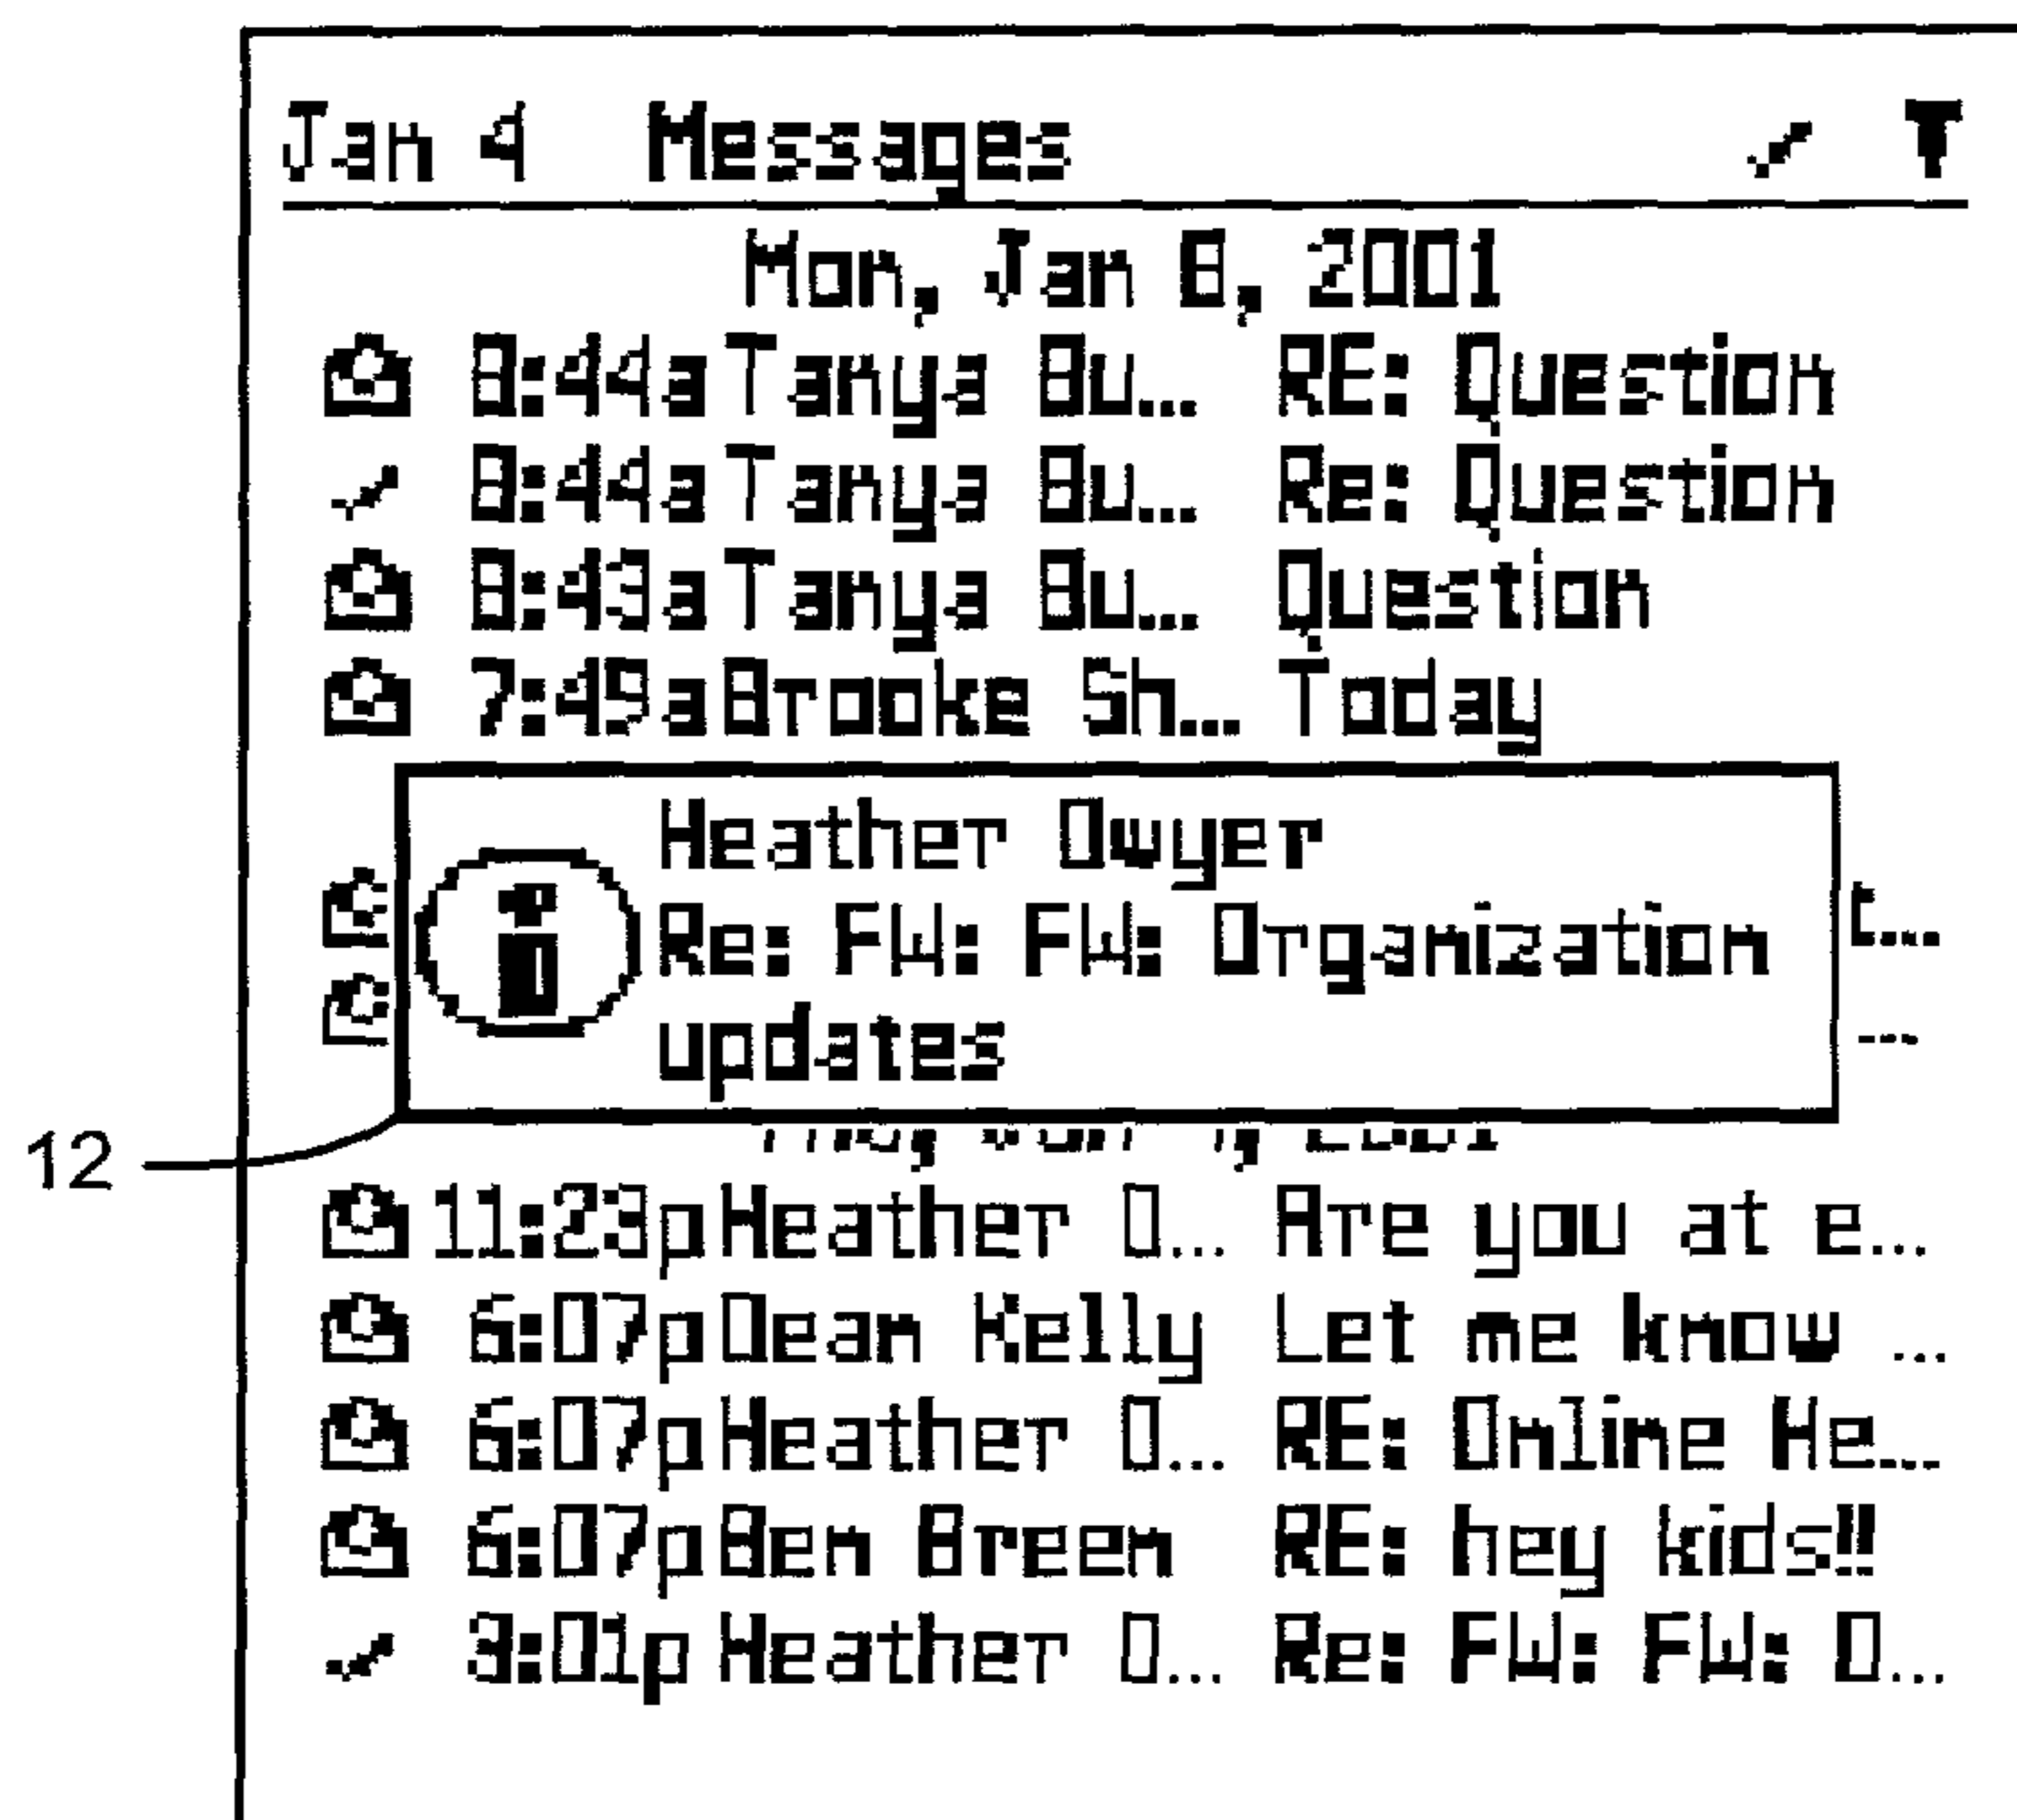 Jan 4 Messages
Mon, Jan 8, 2001
8:44a Tanya Bu... RE: Question
8:44a Tanya Bu... Re: Question
8:43a Tanya Bu... Question
7:49a Brooke Sh... Today
Heather Dwyer
Re: FW: FW: Organization
updates
t...
...
12
11:23p Heather D... Are you at e...
6:07p Dean Kelly Let me know ...
6:07p Heather D... RE: Online He...
6:07p Ben Breen RE: hey kids!!
3:01p Heather D... Re: FW: FW: O...